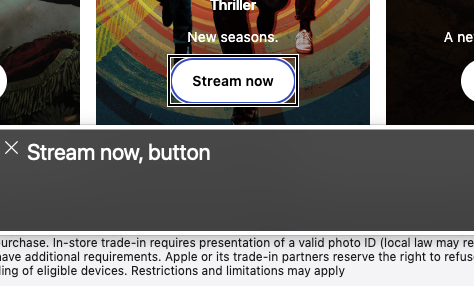 Thriller
New seasons.
A ne
Stream now
Stream now, button
urchase. In-store trade-in requires presentation of a valid photo ID (local law may re
have additional requirements. Apple or its trade-in partners reserve the right to refus
ling of eligible devices. Restrictions and limitations may apply